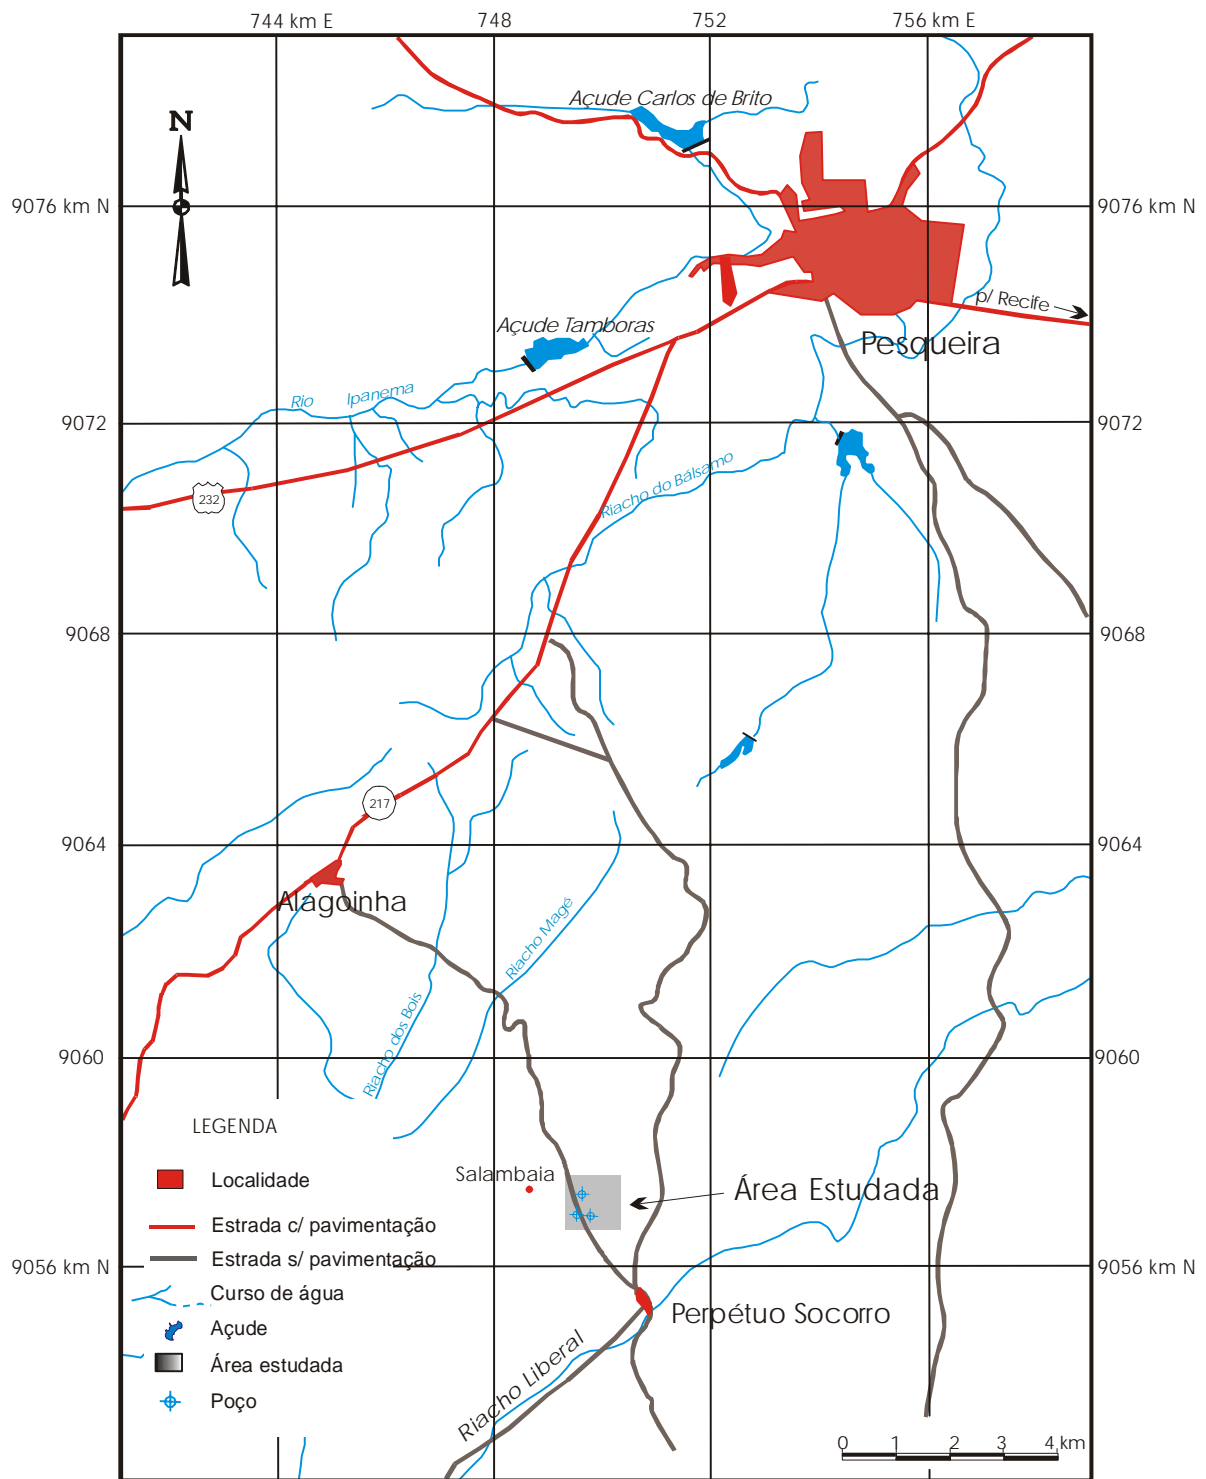 744 km E
748
752
756 km E
Açude Carlos de Brito
N
9076 km N
9076 km N
p/ Recife
Açude Tamboras
Pesqueira
Rio Ipanema
9072
9072
Riacho do Bálsamo
232
9068
9068
217
9064
9064
Alagoinha
Riacho Magé
Riacho dos Bois
9060
9060
LEGENDA
Localidade
Estrada c/ pavimentação
Estrada s/ pavimentação
Curso de água
Açude
Área estudada
Poço
Salambaia
Área Estudada
9056 km N
9056 km N
Perpétuo Socorro
Riacho Liberal
0 1 2 3 4 km